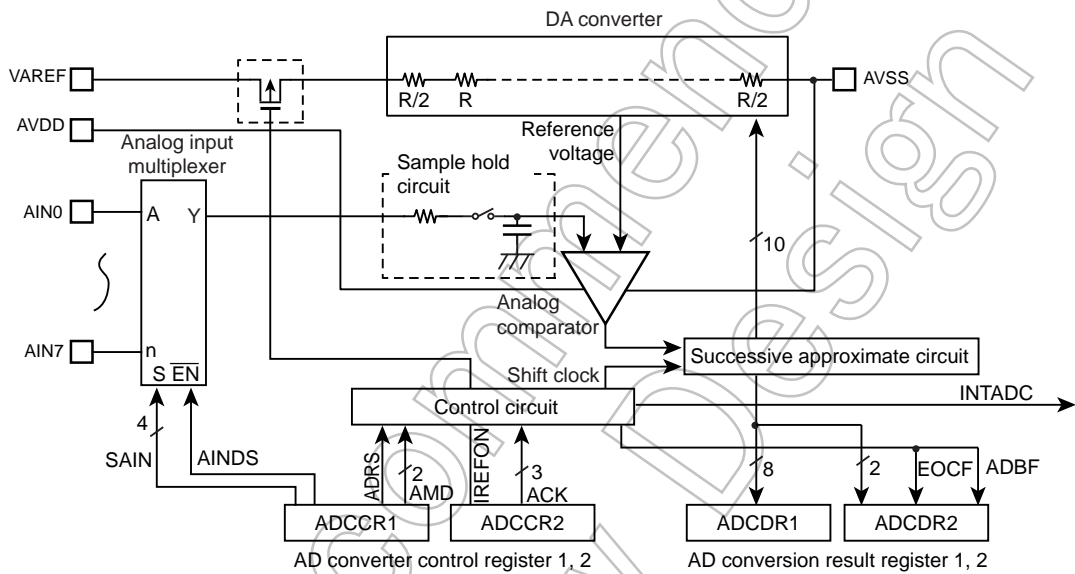 DA converter
VAREF
AVSS
R/2
R
R/2
AVDD
Reference
voltage
Analog input
multiplexer
Sample hold
circuit
AIN0
A
Y
10
Analog
comparator
AIN7
n
S
EN
Successive approximate circuit
Shift clock
INTADC
Control circuit
4
SAIN
AINDS
ADRS
2
AMD
IREFON
3
ACK
8
2
EOCF
ADBF
ADCCR1
ADCCR2
ADCDR1
ADCDR2
AD converter control register 1, 2
AD conversion result register 1, 2